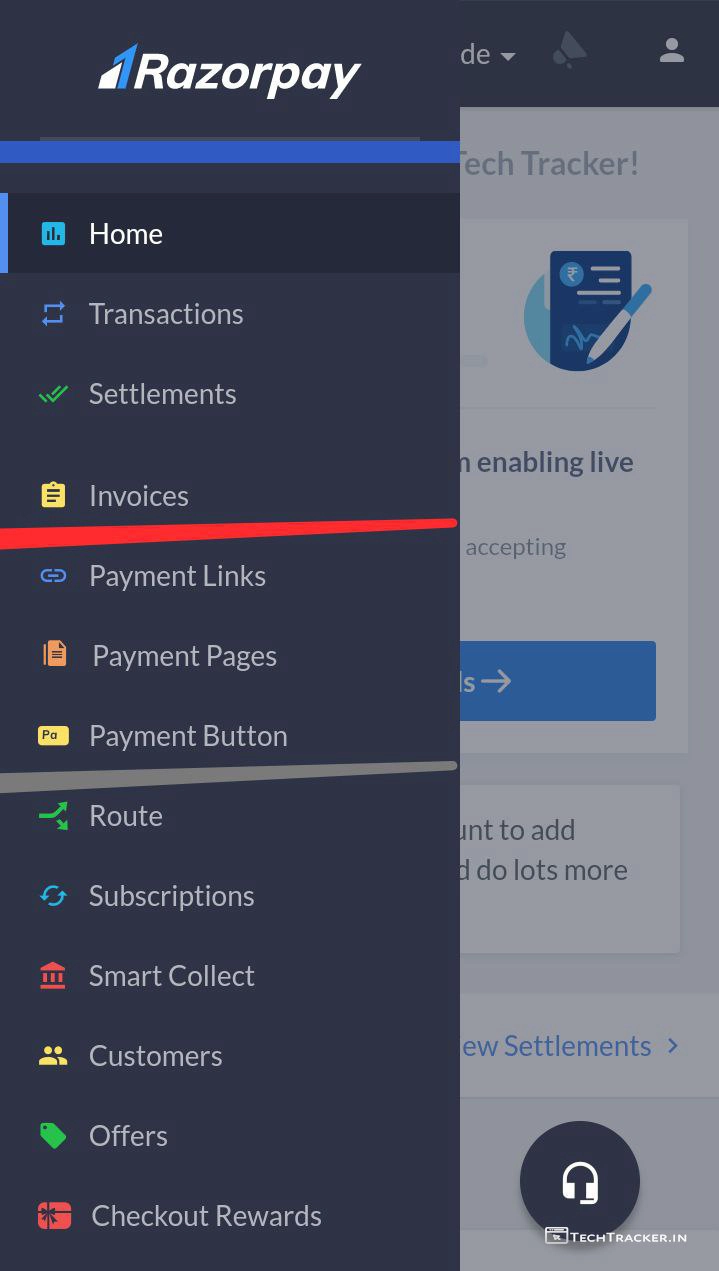 Razorpay
de
Tech Tracker!
Home
Transactions
Settlements
₹
enabling live
Invoices
accepting
Payment Links
Payment Pages
Pa
Payment Button
Route
unt to add
do lots more
Subscriptions
Smart Collect
ew Settlements
Customers
Offers
Checkout Rewards
TECHTRACKER.IN